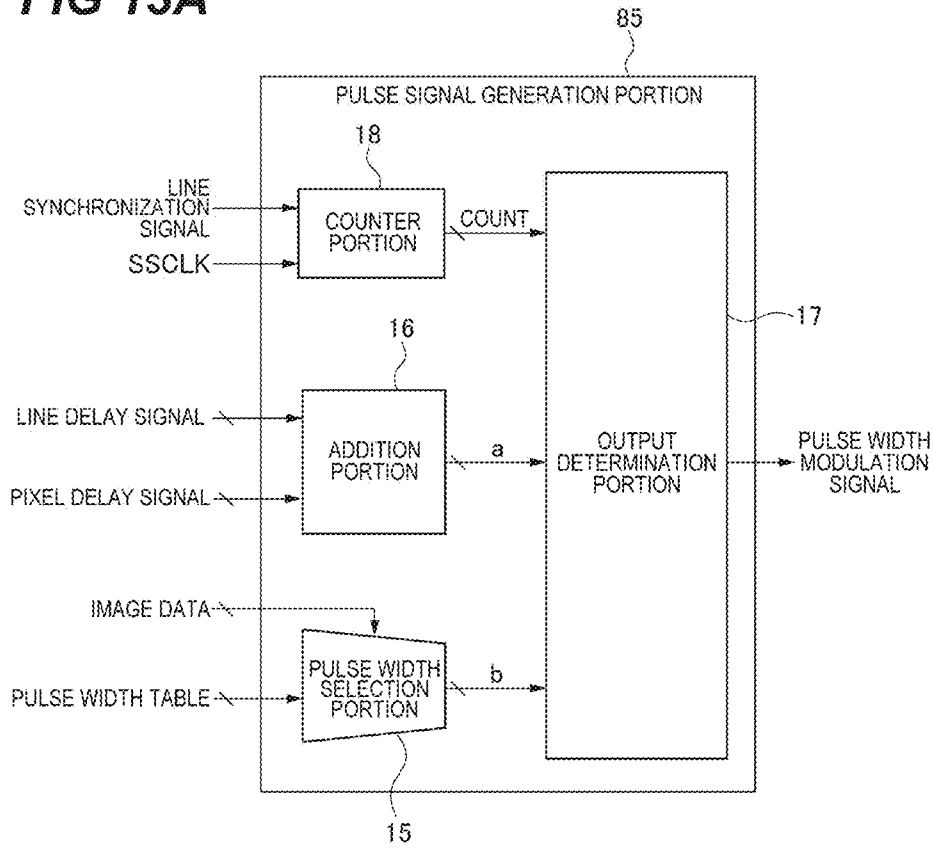 FIG 13A
85
PULSE SIGNAL GENERATION PORTION
18
LINE
SYNCHRONIZATION
SIGNAL
SSCLK
COUNTER
PORTION
COUNT
17
16
LINE DELAY SIGNAL
PIXEL DELAY SIGNAL
ADDITION
PORTION
a
OUTPUT
DETERMINATION
PORTION
PULSE WIDTH
MODULATION
SIGNAL
IMAGE DATA
PULSE WIDTH TABLE
PULSE WIDTH
SELECTION
PORTION
b
15